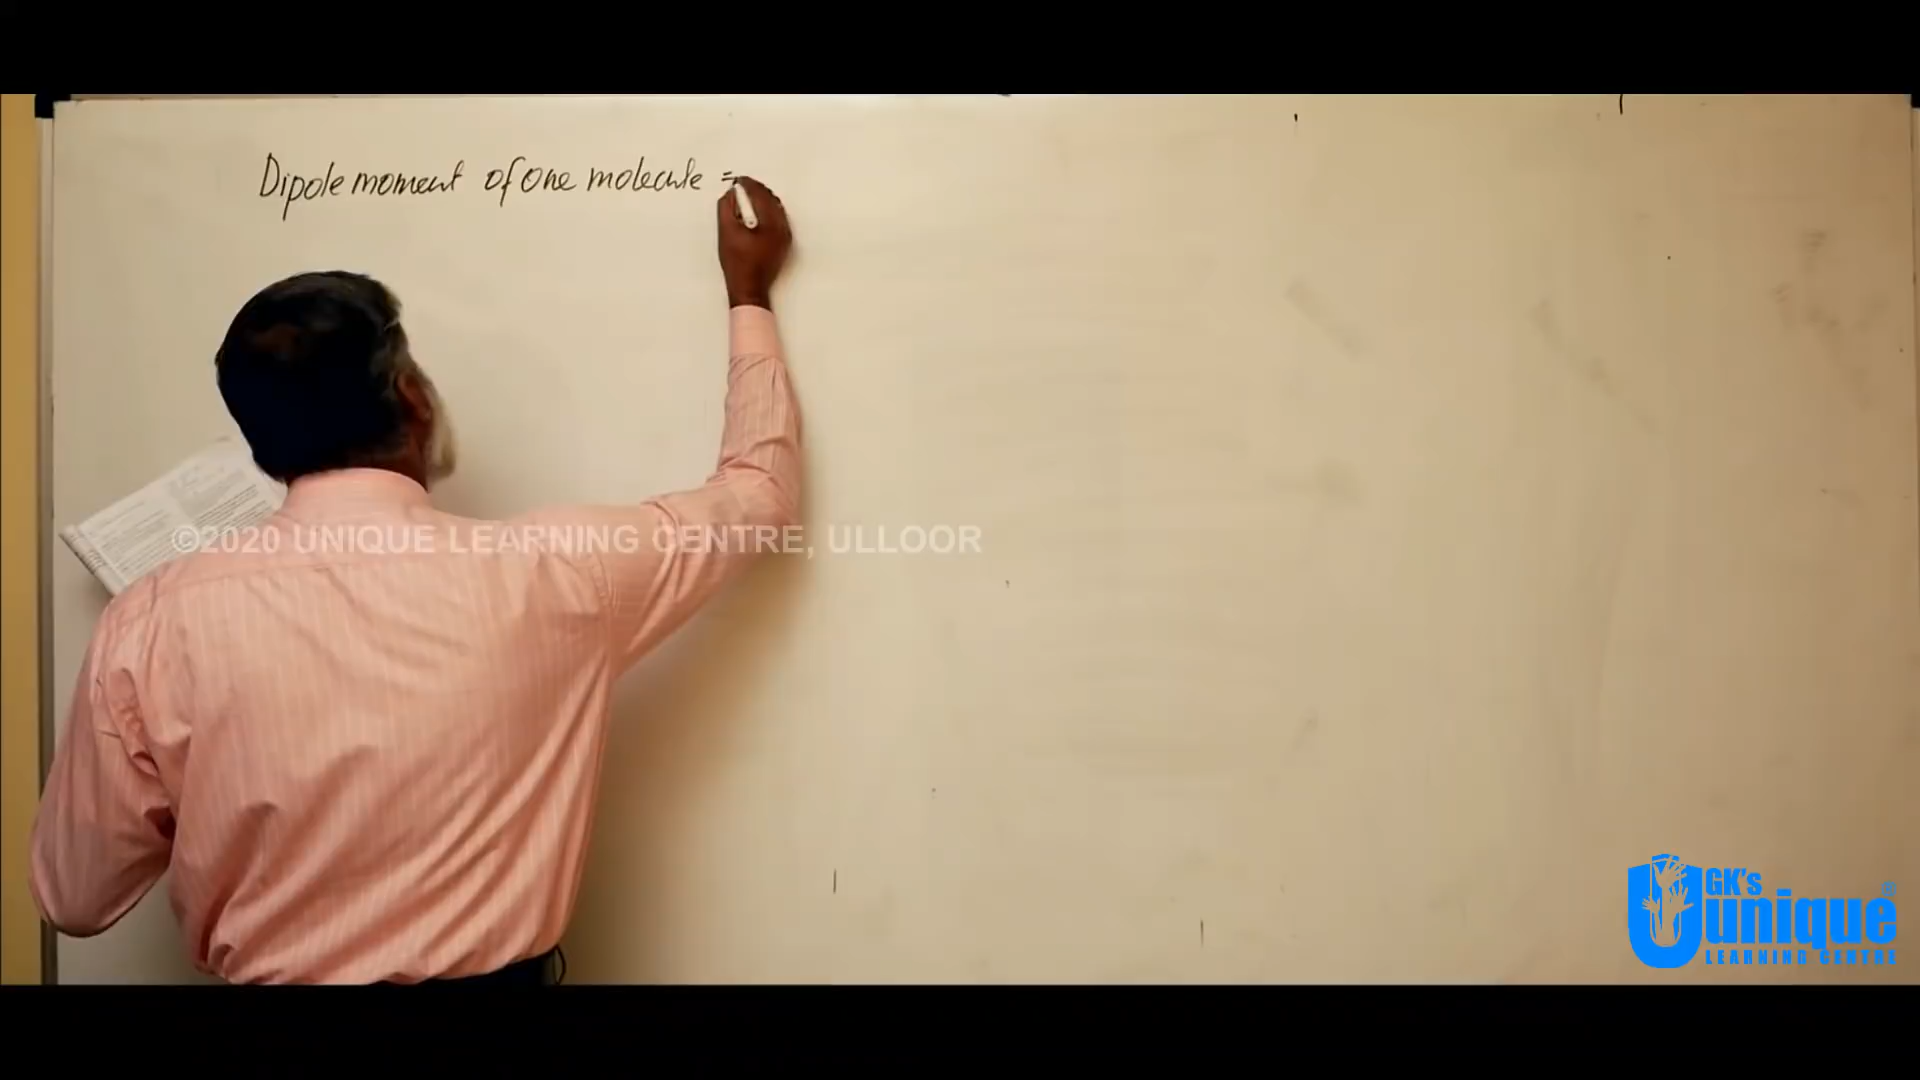 Dipole moment of one molecule =
©2020 UNIQUE LEARNING CENTRE, ULLOOR
GK's
unique®
LEARNING CENTRE